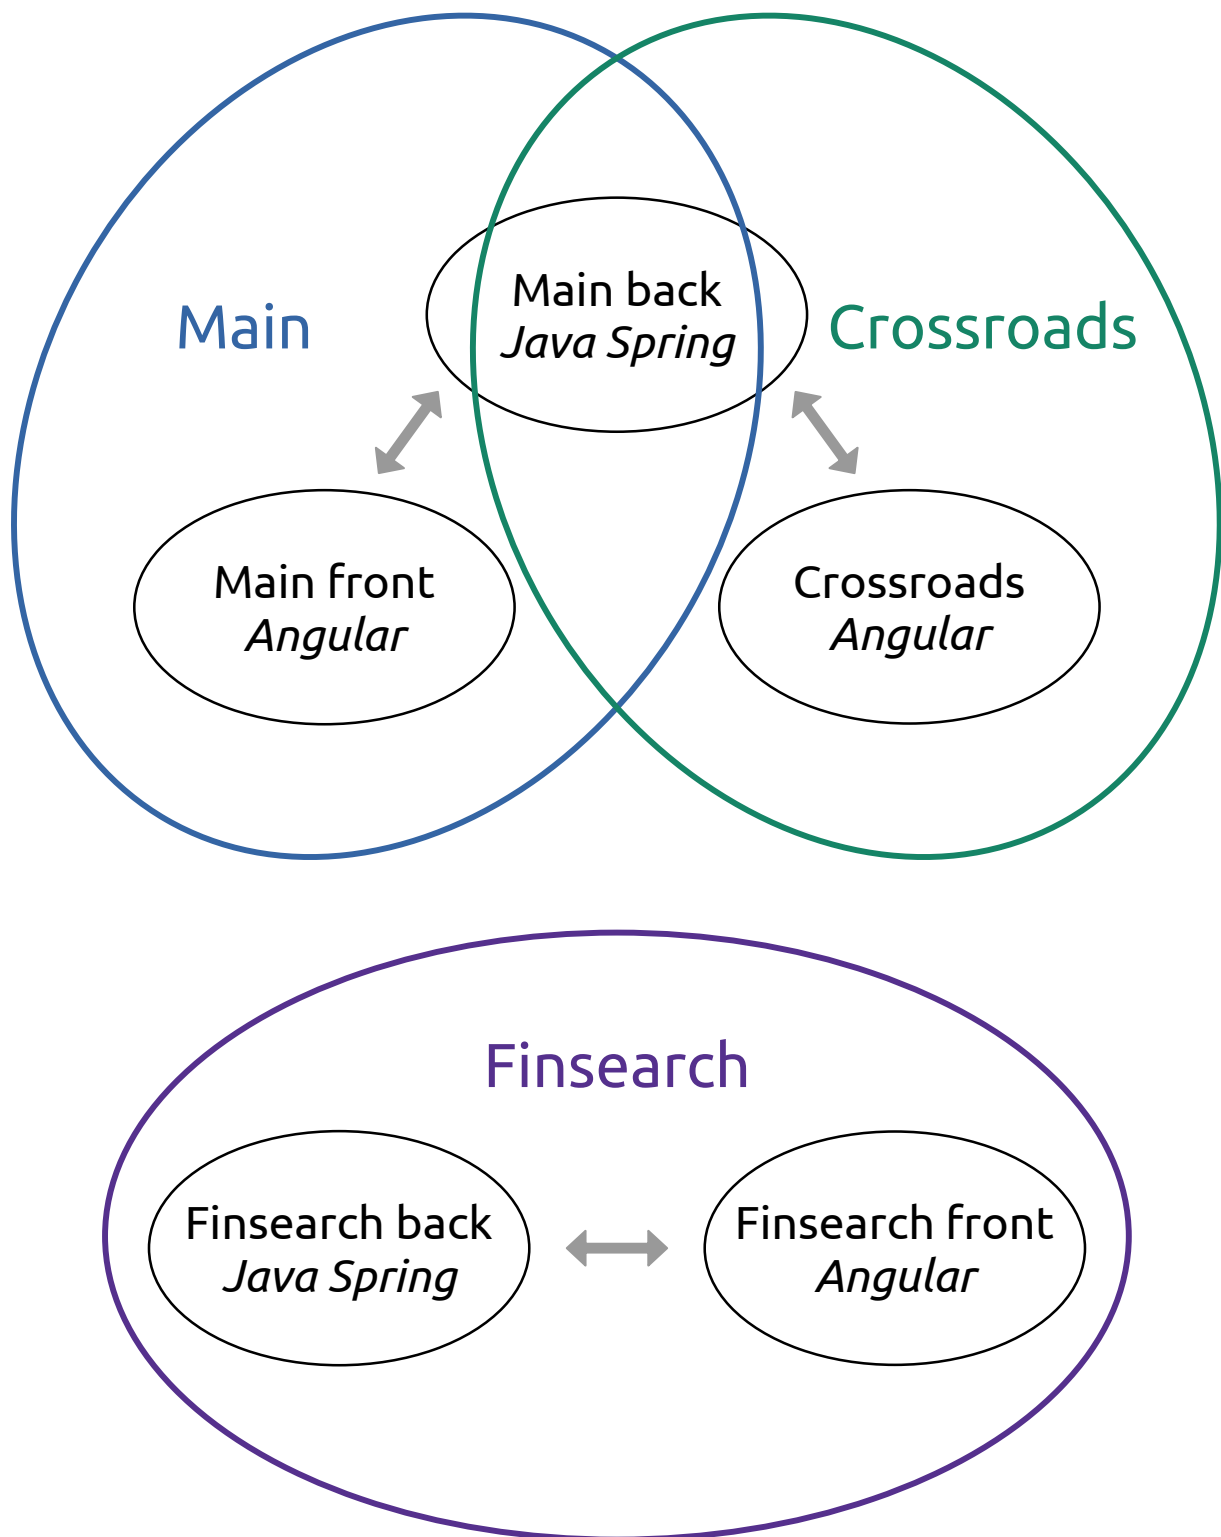 Main back
Java Spring
Main
Crossroads
Main front
Angular
Crossroads
Angular
Finsearch
Finsearch back
Java Spring
Finsearch front
Angular